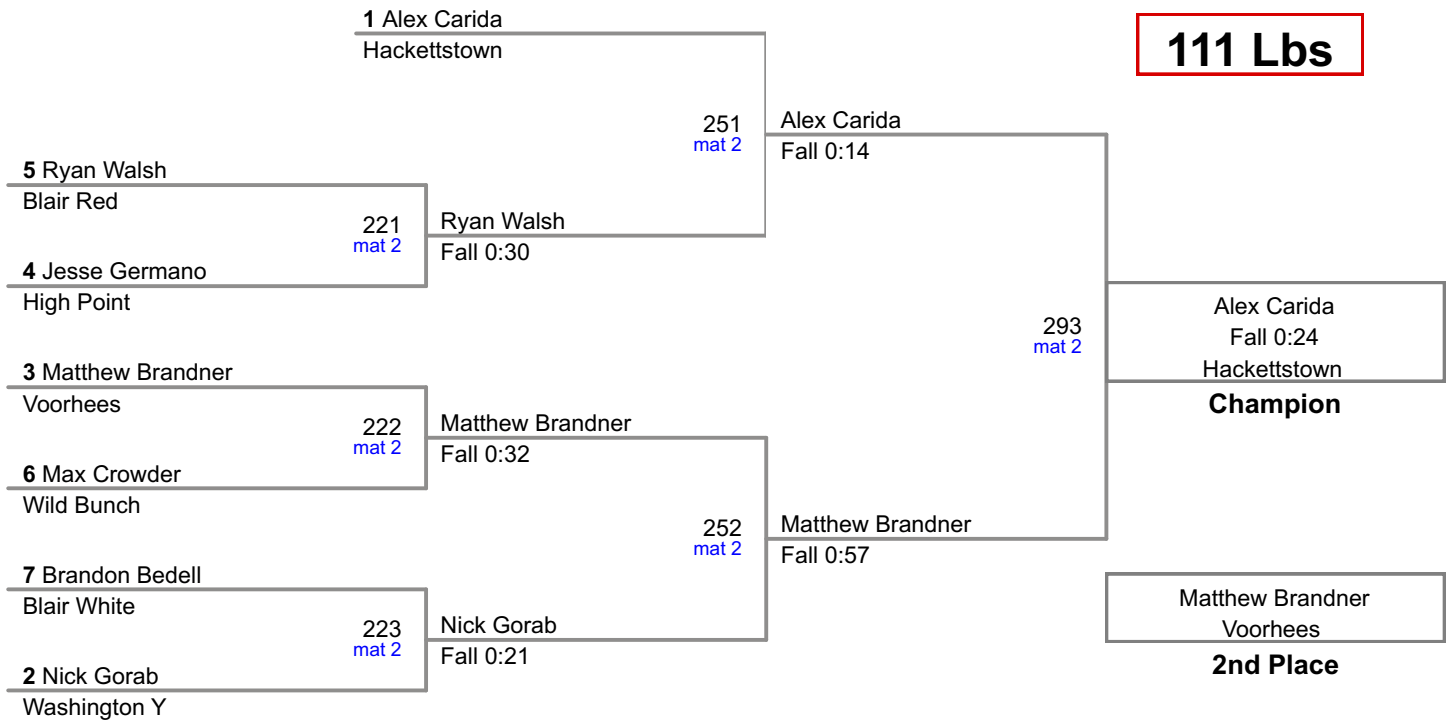 1 Alex Carida
Hackettstown
111 Lbs
251
mat 2
Alex Carida
Fall 0:14
5 Ryan Walsh
Blair Red
221
mat 2
Ryan Walsh
Fall 0:30
4 Jesse Germano
High Point
293
mat 2
Alex Carida
Fall 0:24
Hackettstown
Champion
3 Matthew Brandner
Voorhees
222
mat 2
Matthew Brandner
Fall 0:32
6 Max Crowder
Wild Bunch
252
mat 2
Matthew Brandner
Fall 0:57
7 Brandon Bedell
Blair White
223
mat 2
Nick Gorab
Fall 0:21
2 Nick Gorab
Washington Y
Matthew Brandner
Voorhees
2nd Place